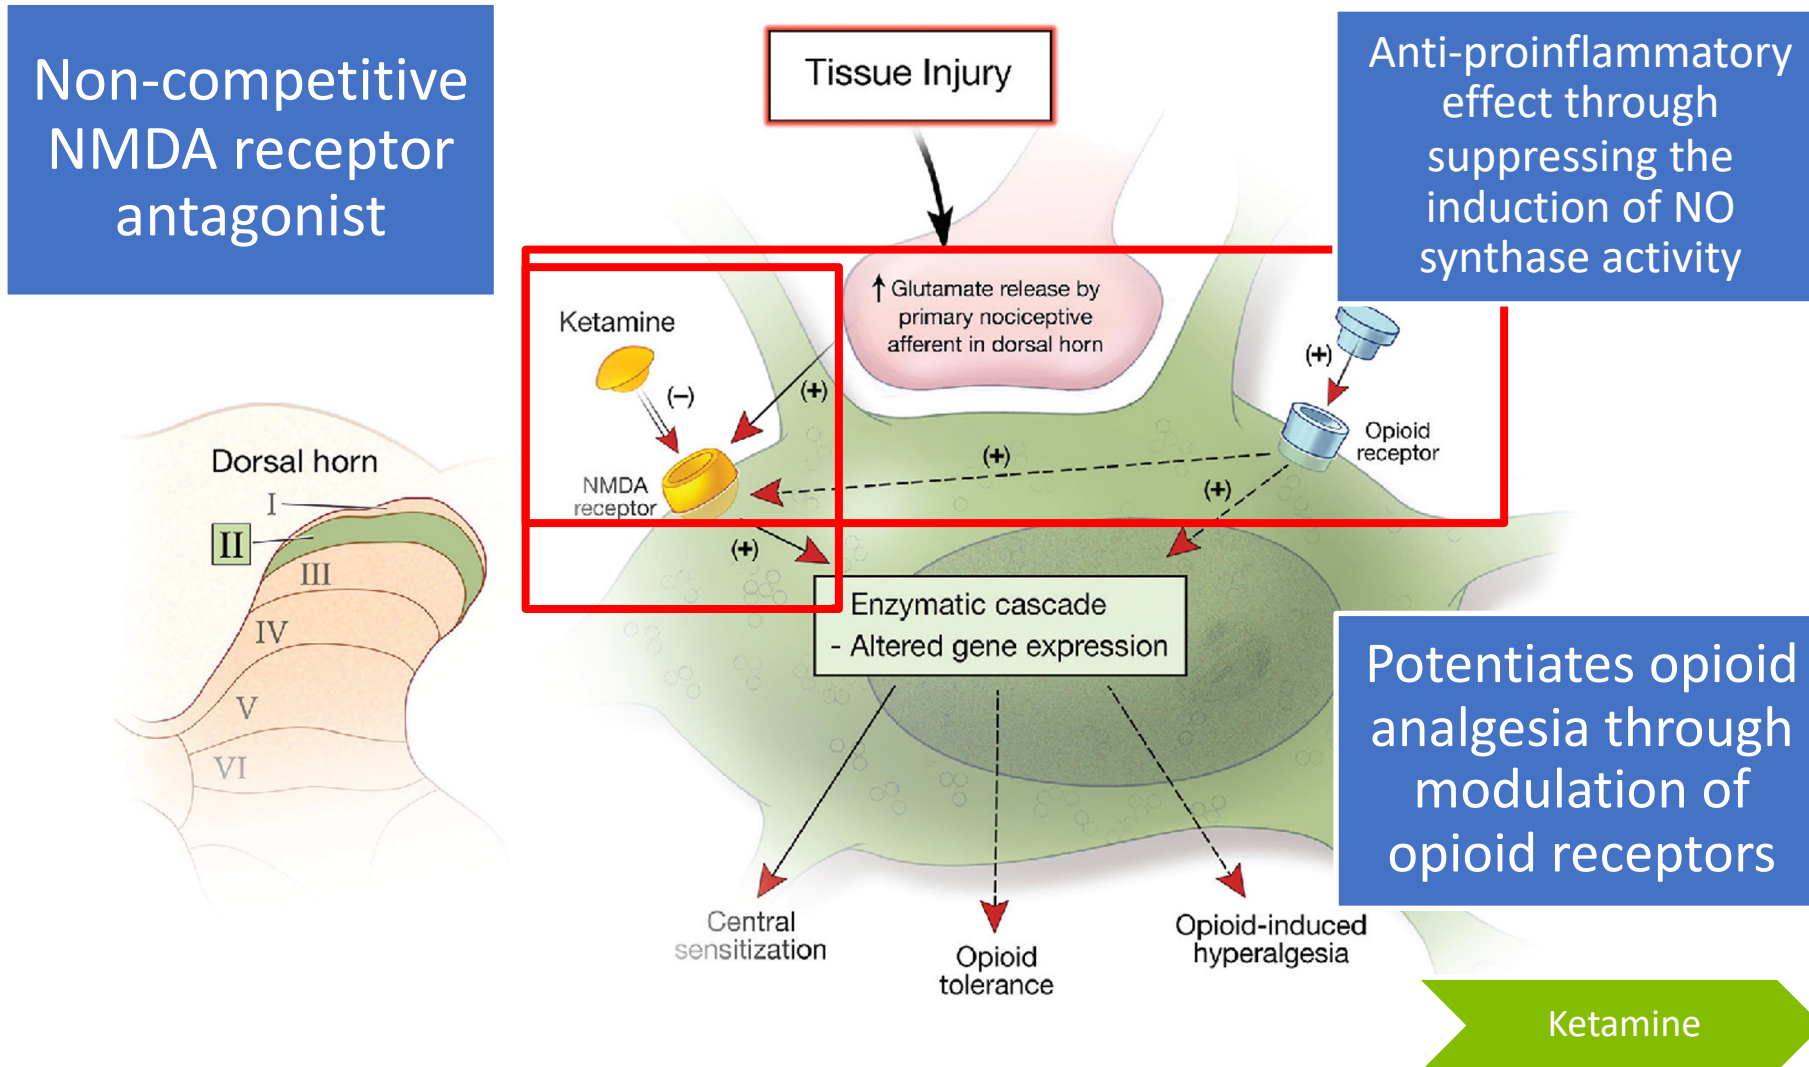 Non-competitive
NMDA receptor
antagonist
Tissue Injury
Anti-proinflammatory
effect through
suppressing the
induction of NO
synthase activity
↑ Glutamate release by
primary nociceptive
afferent in dorsal horn
Ketamine
(–)
(+)
(+)
NMDA
receptor
(+)
(+)
(+)
Opioid
receptor
Dorsal horn
I
II
III
IV
V
VI
Enzymatic cascade
- Altered gene expression
Potentiates opioid
analgesia through
modulation of
opioid receptors
Central
sensitization
Opioid
tolerance
Opioid-induced
hyperalgesia
Ketamine